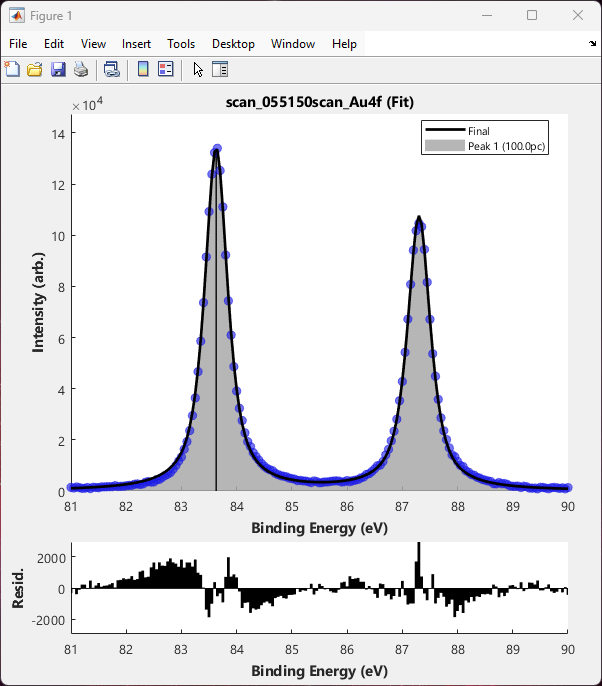 Figure 1
File Edit View Insert Tools Desktop Window Help
×10⁴
scan_055150scan_Au4f (Fit)
Final
Peak 1 (100.0pc)
14
12
10
8
6
4
2
0
Intensity (arb.)
81 82 83 84 85 86 87 88 89 90
Binding Energy (eV)
2000
0
-2000
Resid.
81 82 83 84 85 86 87 88 89 90
Binding Energy (eV)